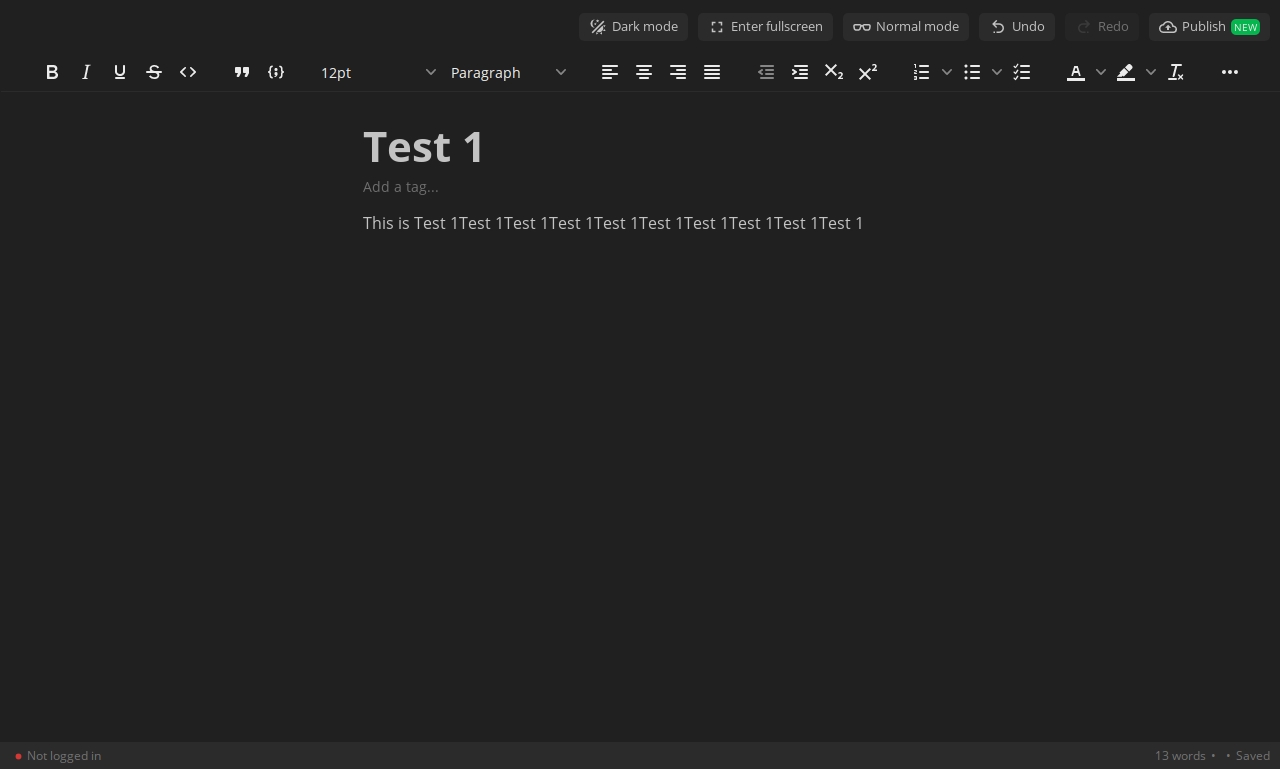 Dark mode
Enter fullscreen
Normal mode
Undo
Redo
Publish NEW
12pt
Paragraph
Test 1
Add a tag...
This is Test 1Test 1Test 1Test 1Test 1Test 1Test 1Test 1Test 1Test 1
Not logged in
13 words • • Saved